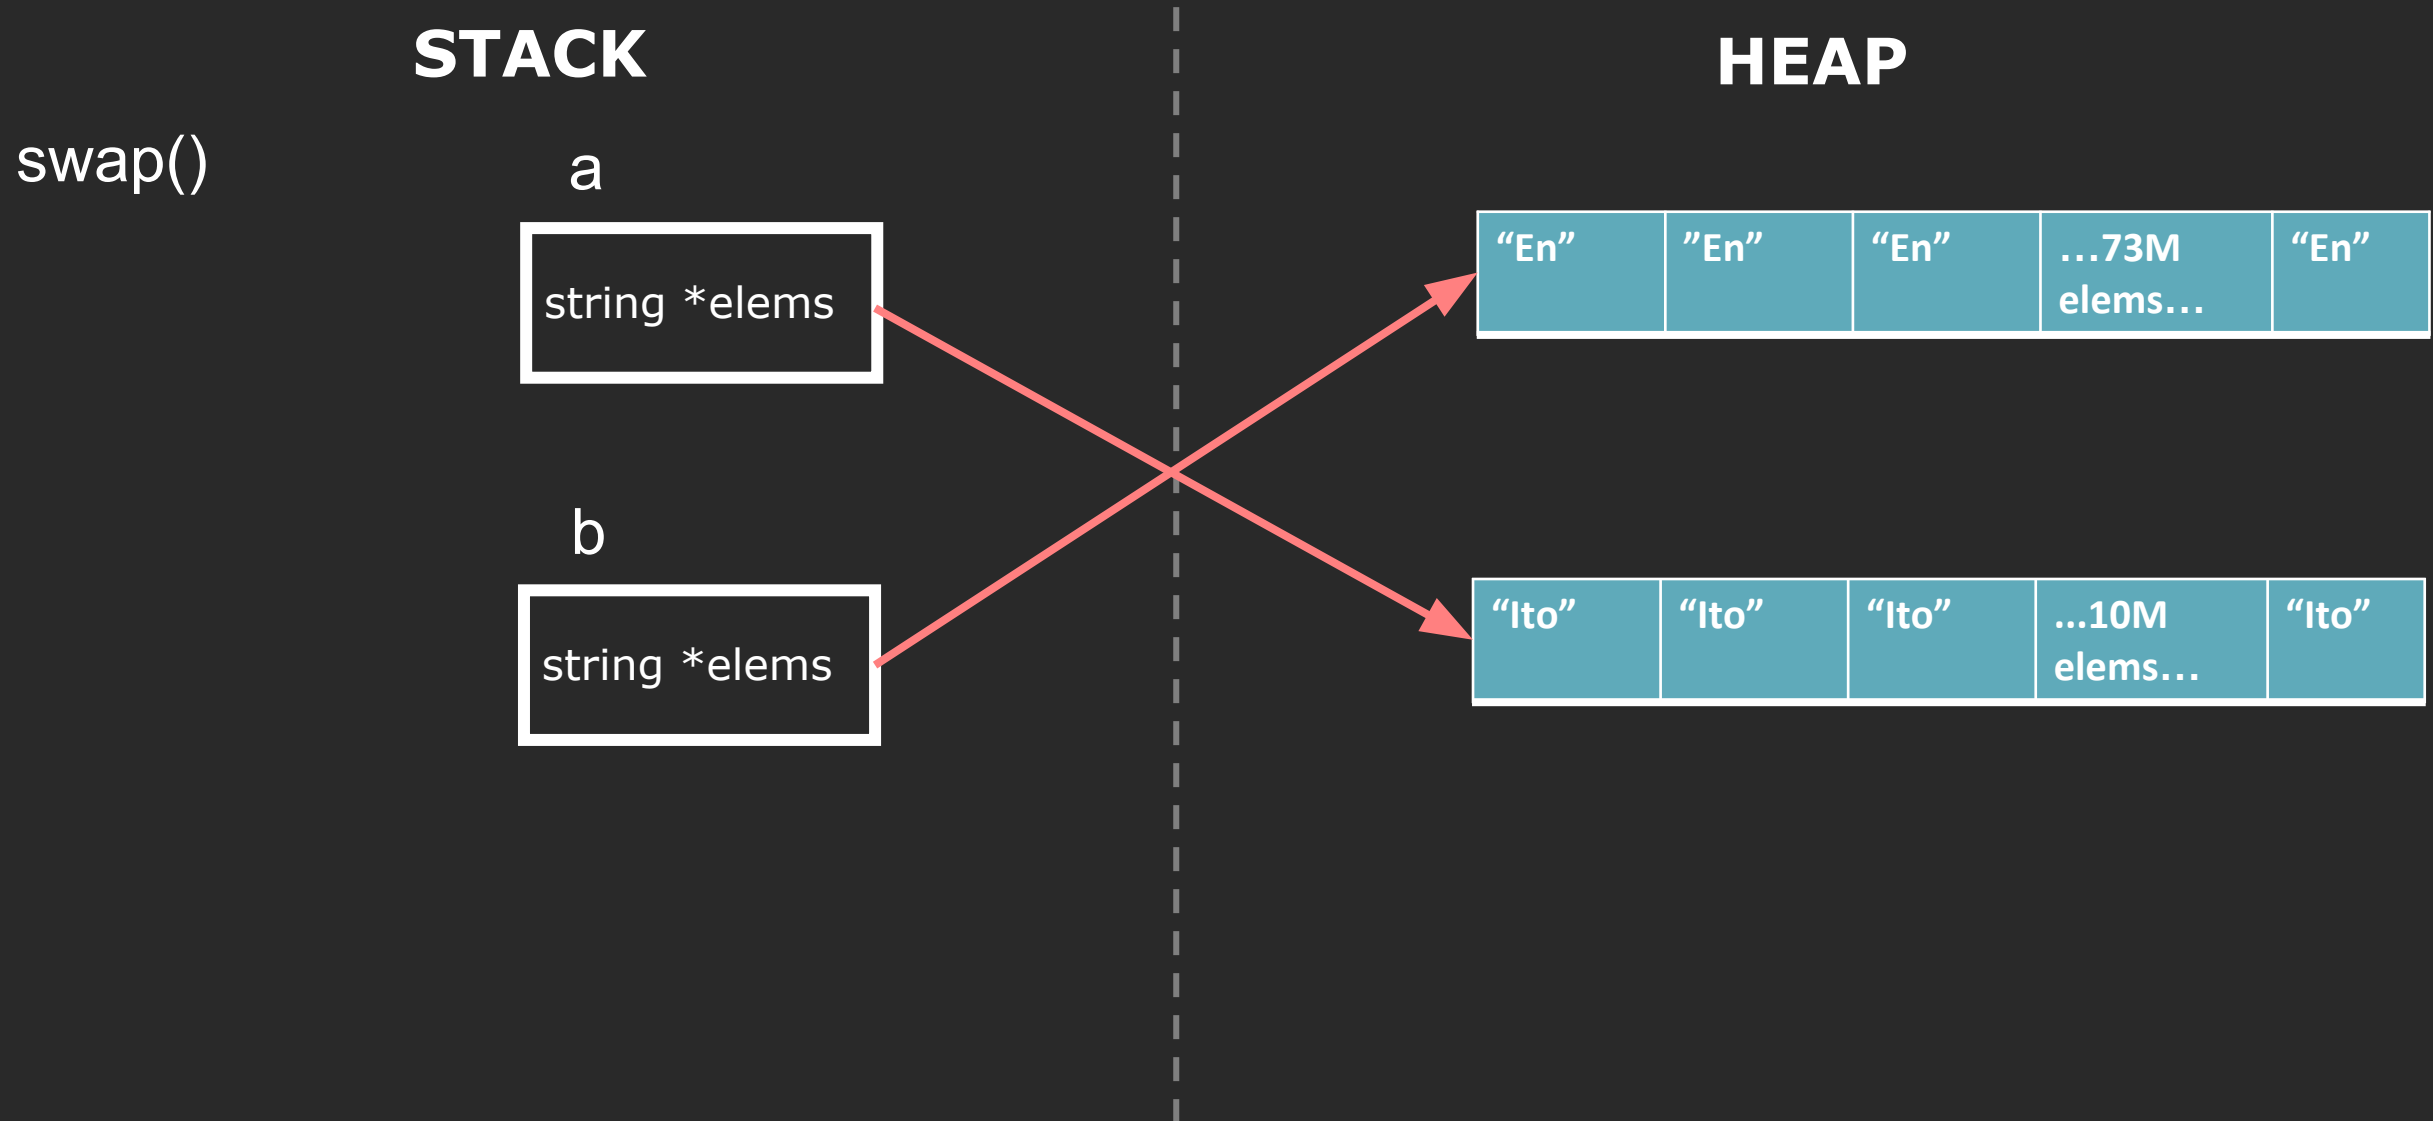 STACK
HEAP
swap()
a
string *elems
“En” ”En” “En” …73M “En”
elems…
b
string *elems
“Ito” “Ito” “Ito” ...10M “Ito”
elems…